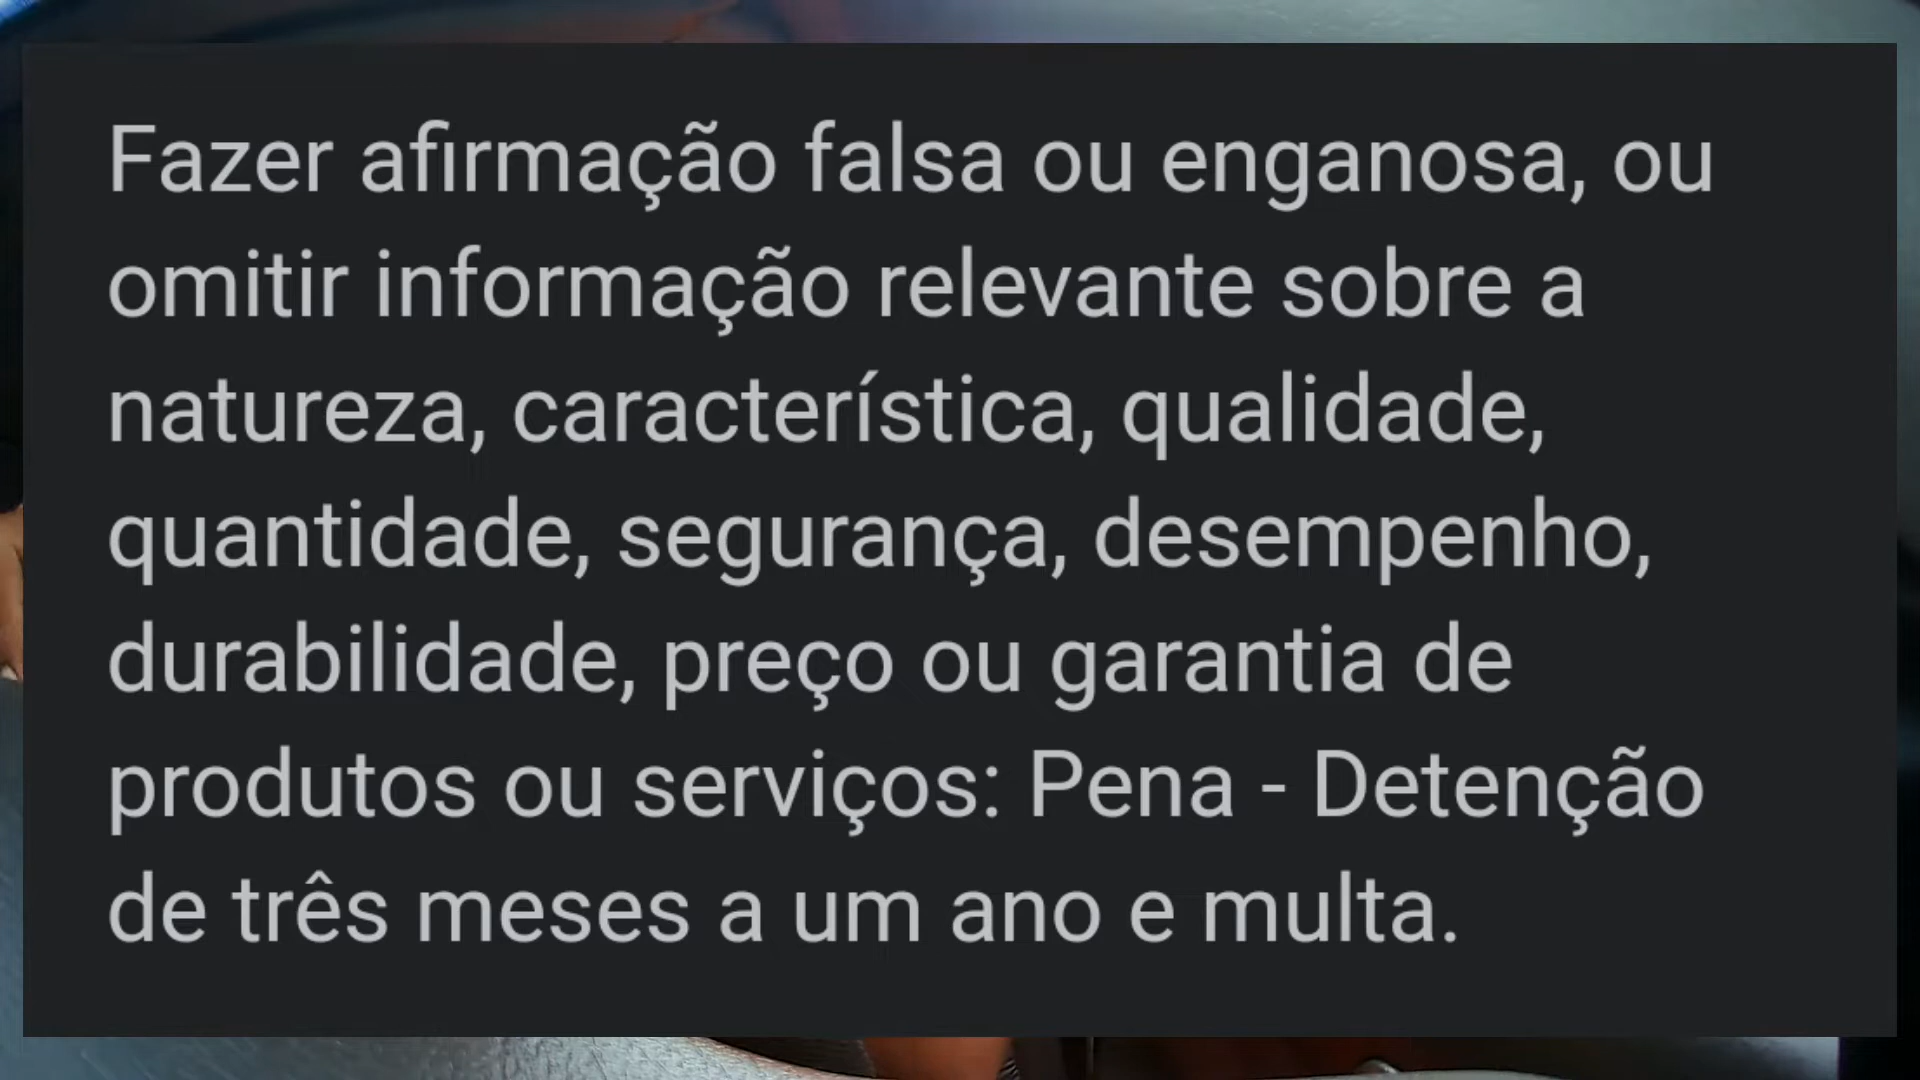 Fazer afirmação falsa ou enganosa, ou
omitir informação relevante sobre a
natureza, característica, qualidade,
quantidade, segurança, desempenho,
durabilidade, preço ou garantia de
produtos ou serviços: Pena - Detenção
de três meses a um ano e multa.